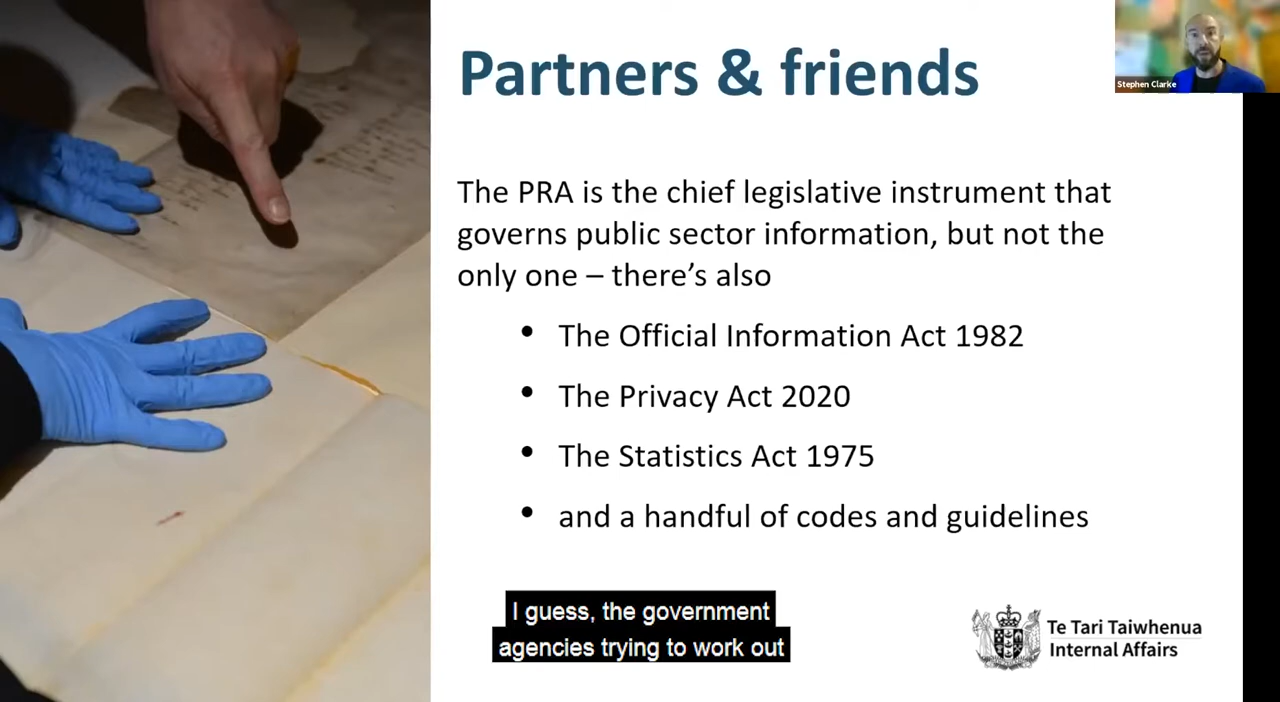 Partners & friends
Stephen Clarke
The PRA is the chief legislative instrument that
governs public sector information, but not the
only one – there’s also
• The Official Information Act 1982
• The Privacy Act 2020
• The Statistics Act 1975
• and a handful of codes and guidelines
I guess, the government
agencies trying to work out
Te Tari Taiwhenua
Internal Affairs